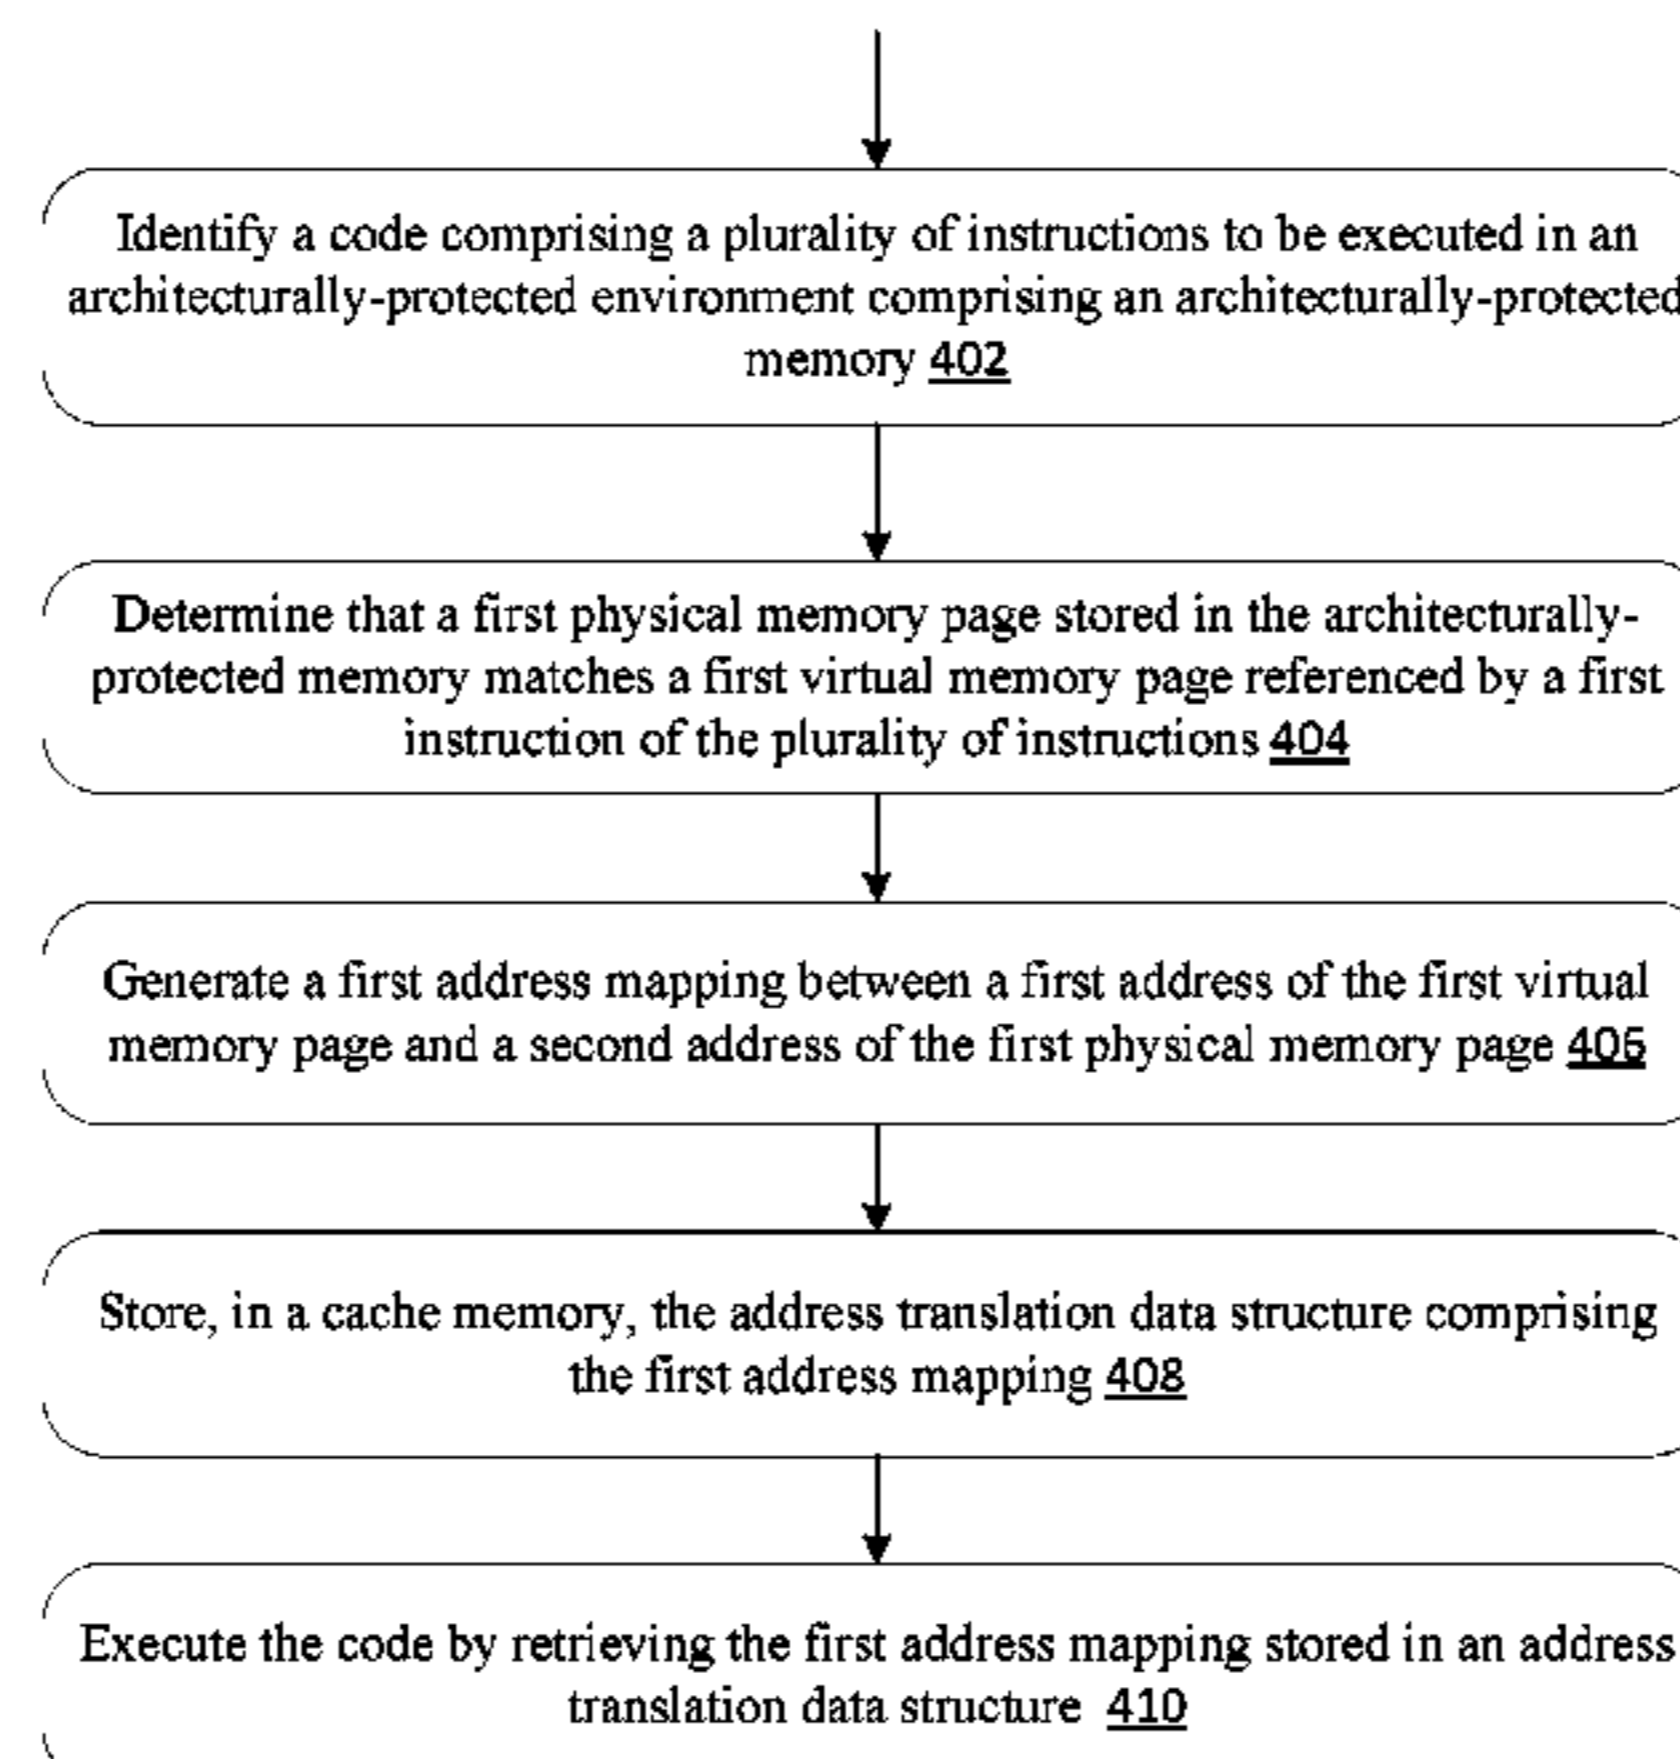 Identify a code comprising a plurality of instructions to be executed in an
architecturally-protected environment comprising an architecturally-protected
memory 402
Determine that a first physical memory page stored in the architecturally-
protected memory matches a first virtual memory page referenced by a first
instruction of the plurality of instructions 404
Generate a first address mapping between a first address of the first virtual
memory page and a second address of the first physical memory page 406
Store, in a cache memory, the address translation data structure comprising
the first address mapping 408
Execute the code by retrieving the first address mapping stored in an address
translation data structure 410